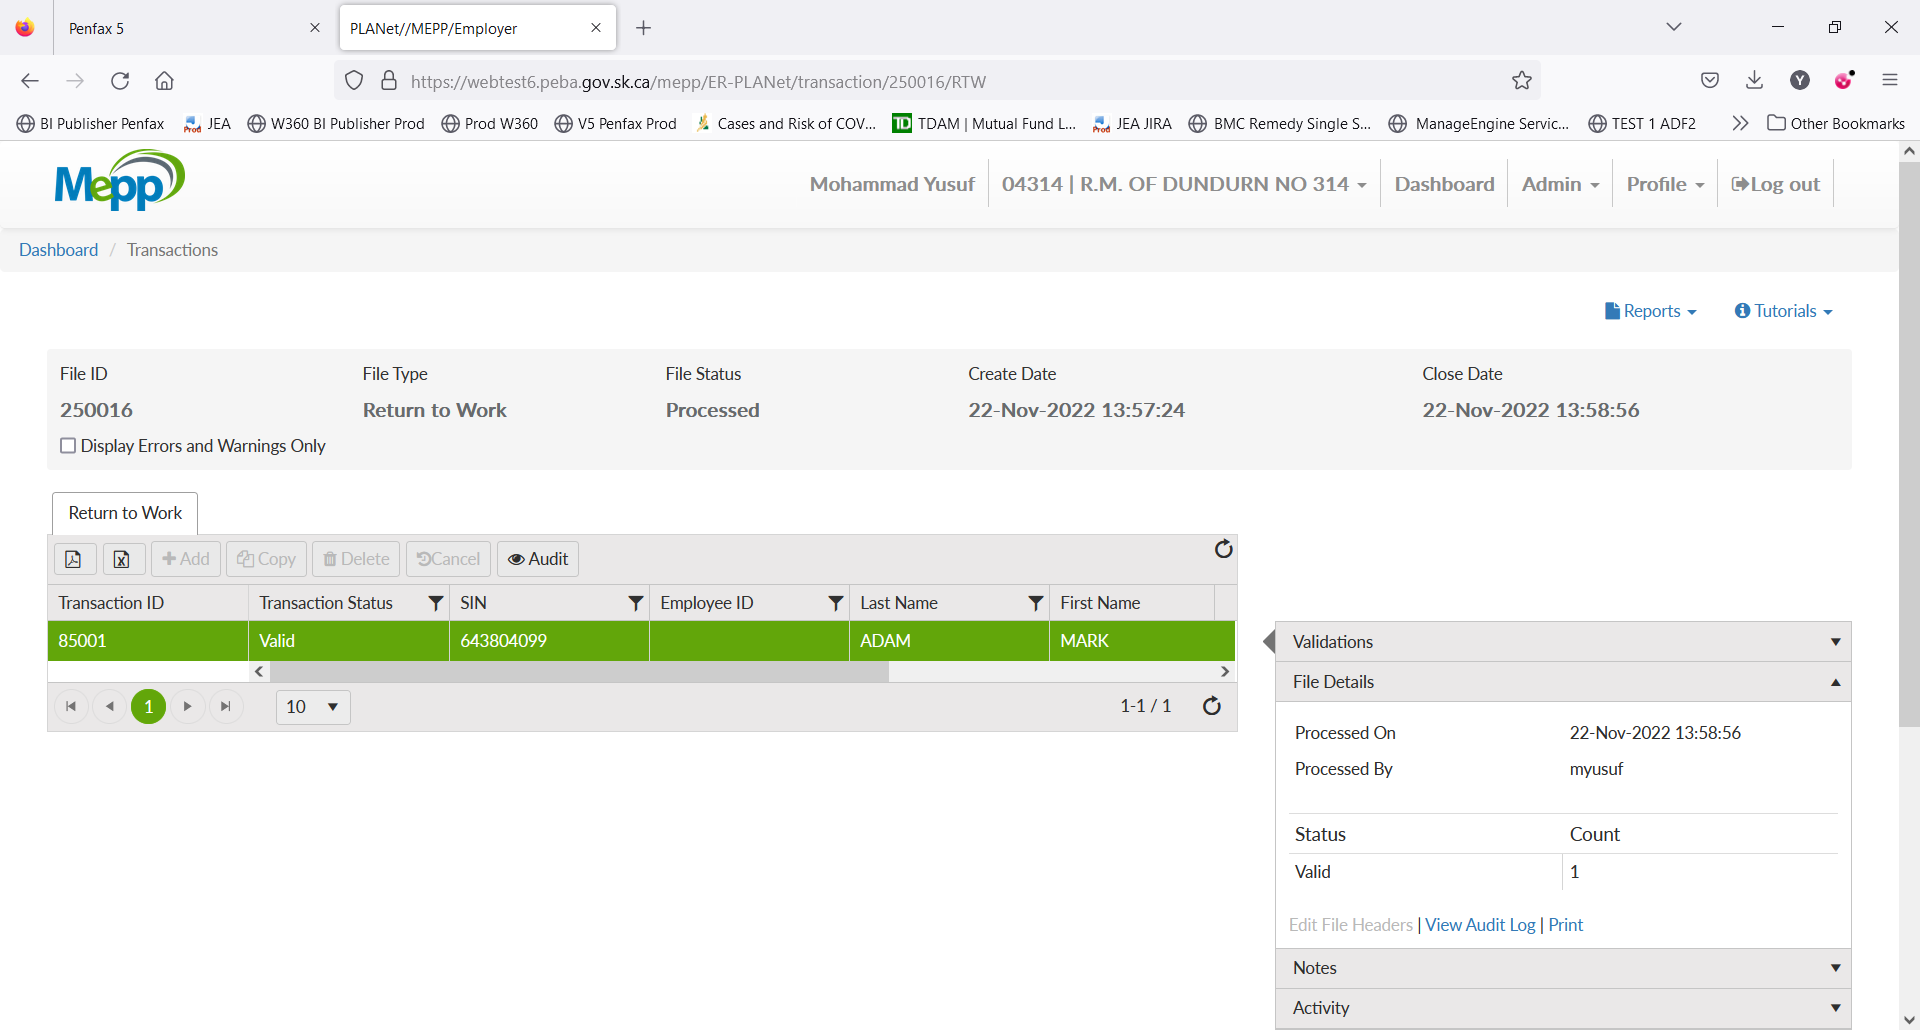 Penfax 5
PLANet//MEPP/Employer
https://webtest6.peba.gov.sk.ca/mepp/ER-PLANet/transaction/250016/RTW
Y
BI Publisher Penfax
Prod JEA
W360 BI Publisher Prod
Prod W360
V5 Penfax Prod
Cases and Risk of COV...
TD TDAM | Mutual Fund L...
Prod JEA JIRA
BMC Remedy Single S...
ManageEngine Servic...
TEST 1 ADF2
Other Bookmarks
Mepp
Mohammad Yusuf
04314 | R.M. OF DUNDURN NO 314
Dashboard
Admin
Profile
Log out
Dashboard / Transactions
Reports
Tutorials
File ID
File Type
File Status
Create Date
Close Date
250016
Return to Work
Processed
22-Nov-2022 13:57:24
22-Nov-2022 13:58:56
Display Errors and Warnings Only
Return to Work
Add
Copy
Delete
Cancel
Audit
Transaction ID
Transaction Status
SIN
Employee ID
Last Name
First Name
85001
Valid
643804099
ADAM
MARK
1
10
1-1 / 1
Validations
File Details
Processed On
22-Nov-2022 13:58:56
Processed By
myusuf
Status
Count
Valid
1
Edit File Headers | View Audit Log | Print
Notes
Activity